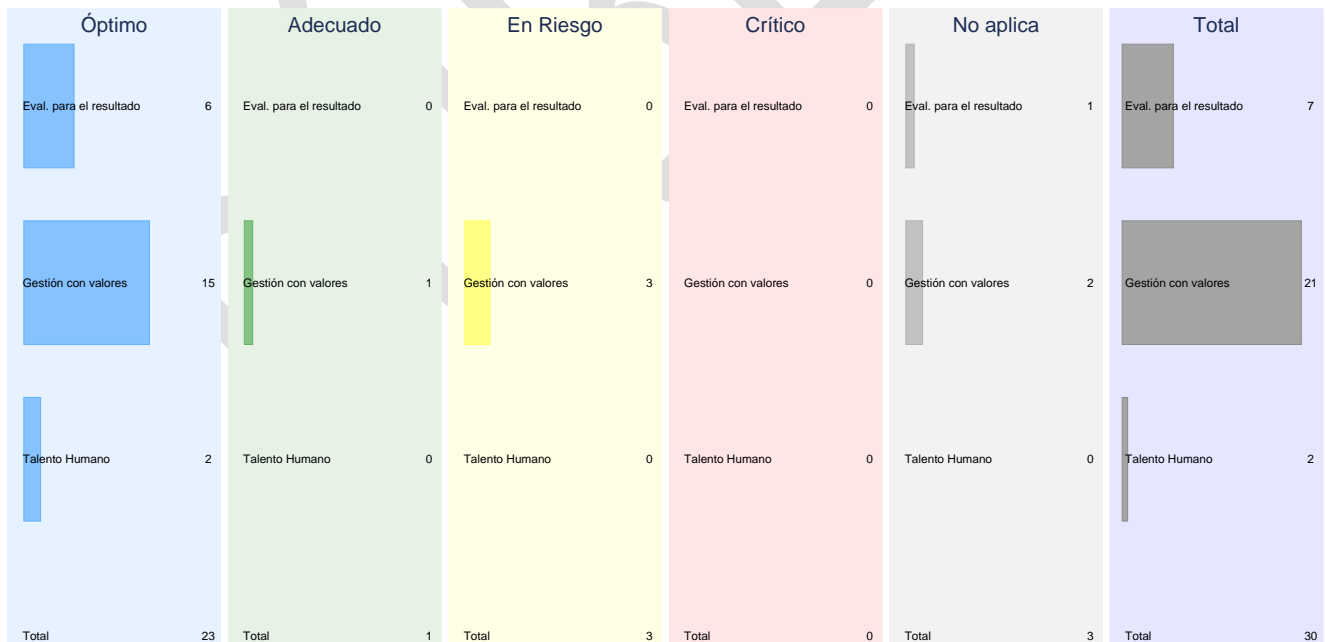 Óptimo Adecuado En Riesgo Crítico No aplica Total
Eval. para el resultado 6 Eval. para el resultado 0 Eval. para el resultado 0 Eval. para el resultado 0 Eval. para el resultado 1 Eval. para el resultado 7
Gestión con valores 15 Gestión con valores 1 Gestión con valores 3 Gestión con valores 0 Gestión con valores 2 Gestión con valores 21
Talento Humano 2 Talento Humano 0 Talento Humano 0 Talento Humano 0 Talento Humano 0 Talento Humano 2
Total 23 Total 1 Total 3 Total 0 Total 3 Total 30